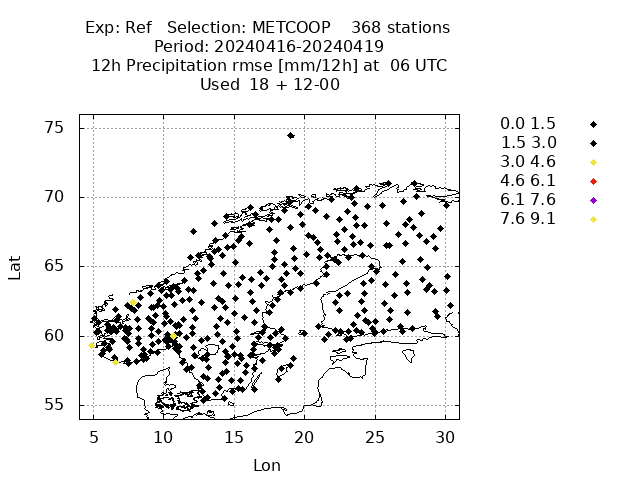 Exp: Ref Selection: METCOOP 368 stations
Period: 20240416-20240419
12h Precipitation rmse [mm/12h] at 06 UTC
Used 18 + 12-00
0.0 1.5
1.5 3.0
3.0 4.6
4.6 6.1
6.1 7.6
7.6 9.1
75
70
65
60
55
Lat
5 10 15 20 25 30
Lon